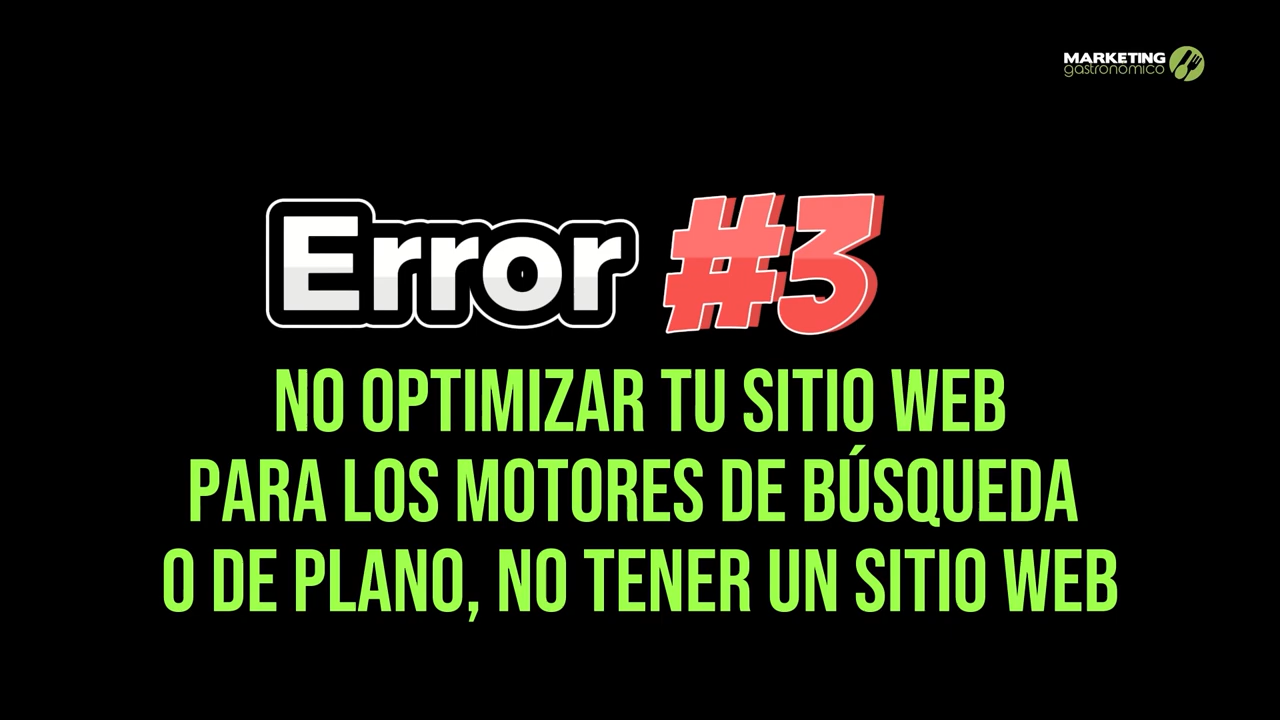 MARKETING
gastronomico
Error #3
NO OPTIMIZAR TU SITIO WEB
PARA LOS MOTORES DE BÚSQUEDA
O DE PLANO, NO TENER UN SITIO WEB